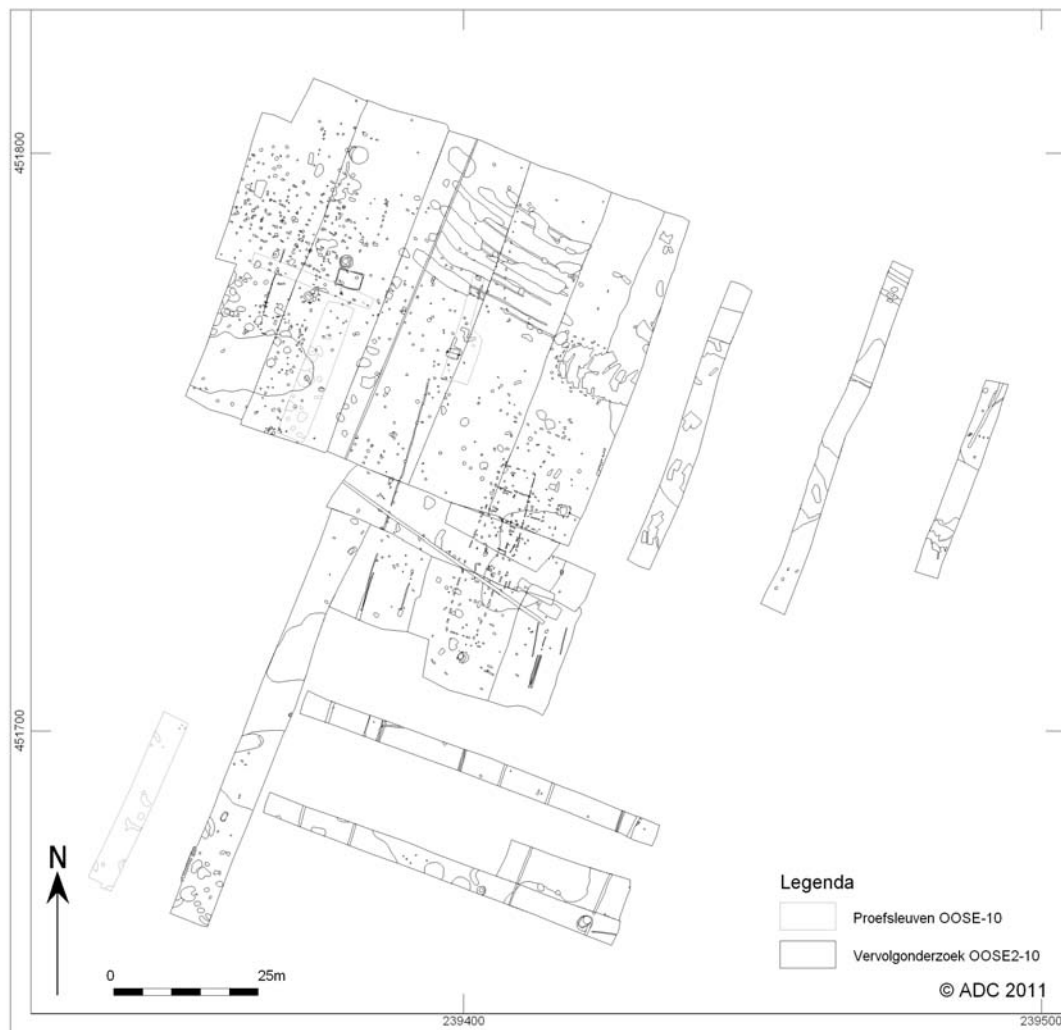 451800
451700
N
0 25m
Legenda
Proefsleuven OOSE-10
Vervolgonderzoek OOSE2-10
© ADC 2011
239400 239500